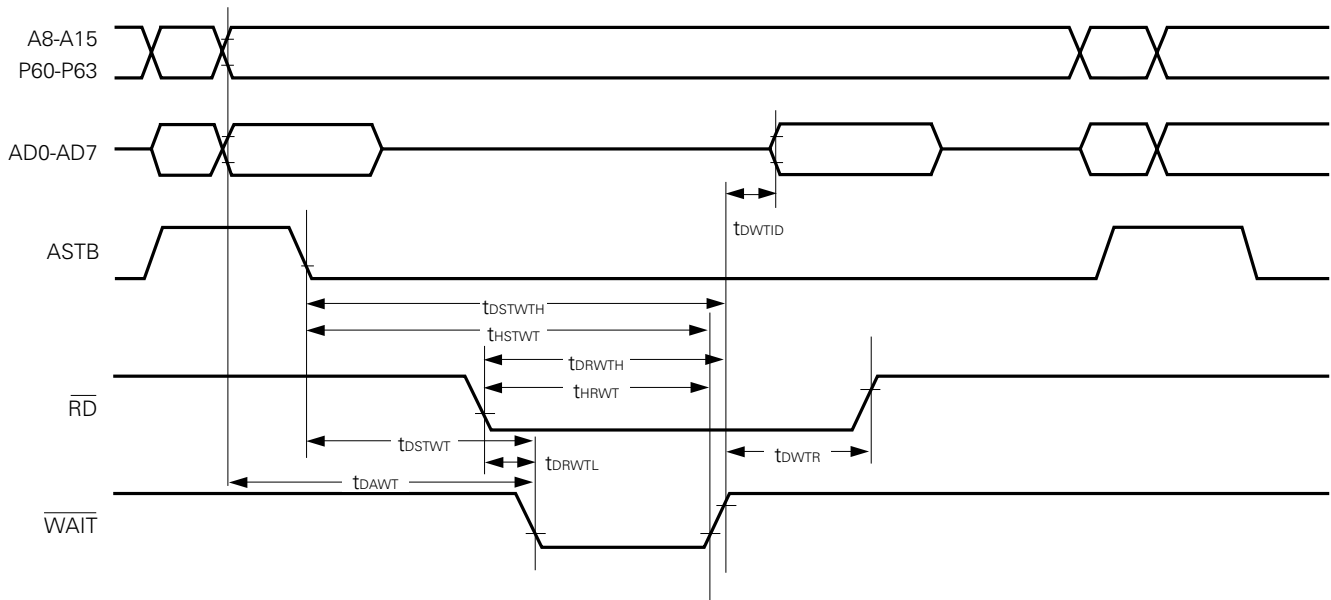 A8-A15
P60-P63
AD0-AD7
tDWTID
ASTB
tDSTWTH
tHSTWT
tDRWTH
tHRWT
RD
tDSTWT
tDWTR
tDRWTL
tDAWT
WAIT